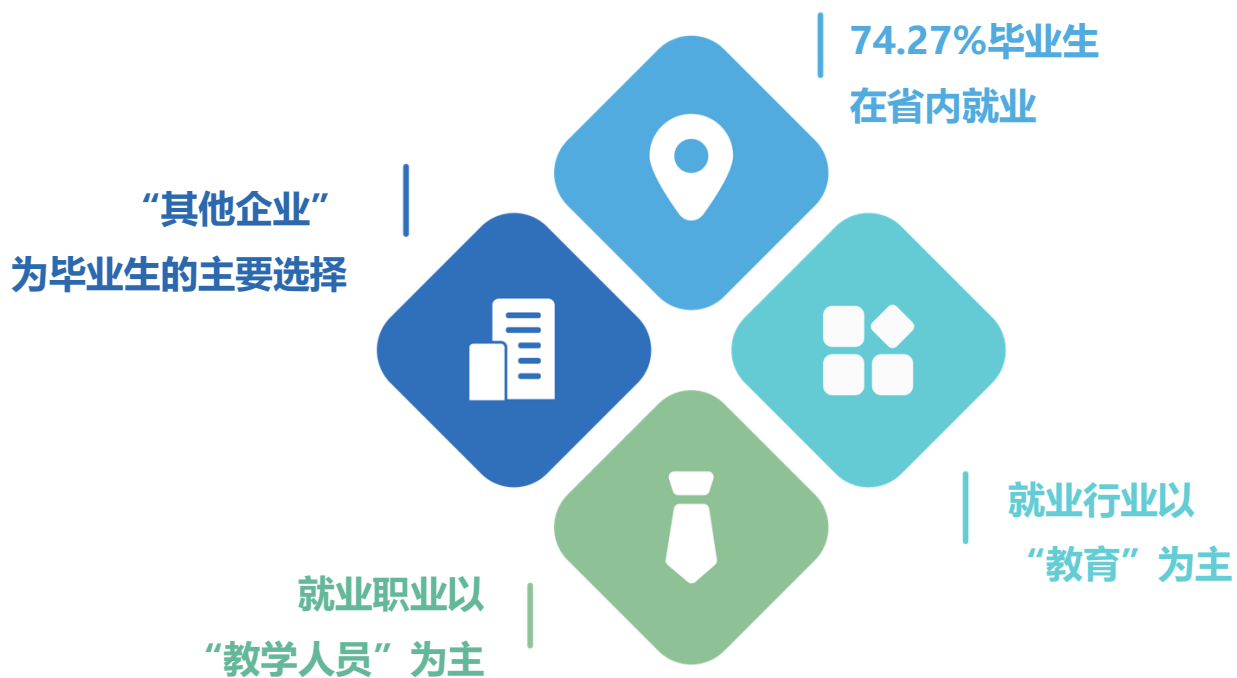 74.27%毕业生
在省内就业
“其他企业”
为毕业生的主要选择
就业行业以
“教育”为主
就业职业以
“教学人员”为主